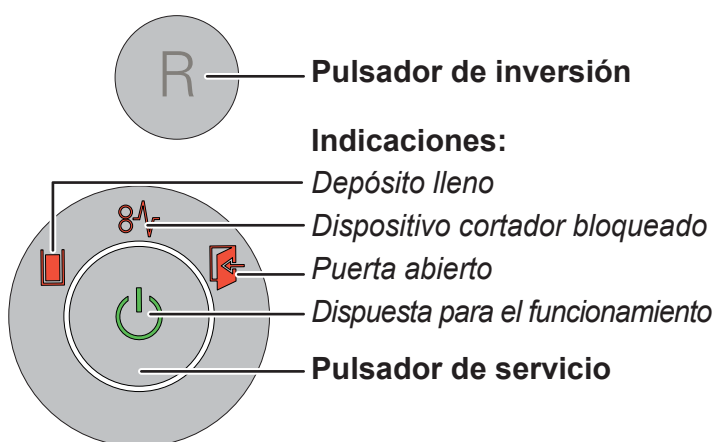 R
Pulsador de inversión
Indicaciones:
Depósito lleno
Dispositivo cortador bloqueado
Puerta abierto
Dispuesta para el funcionamiento
Pulsador de servicio